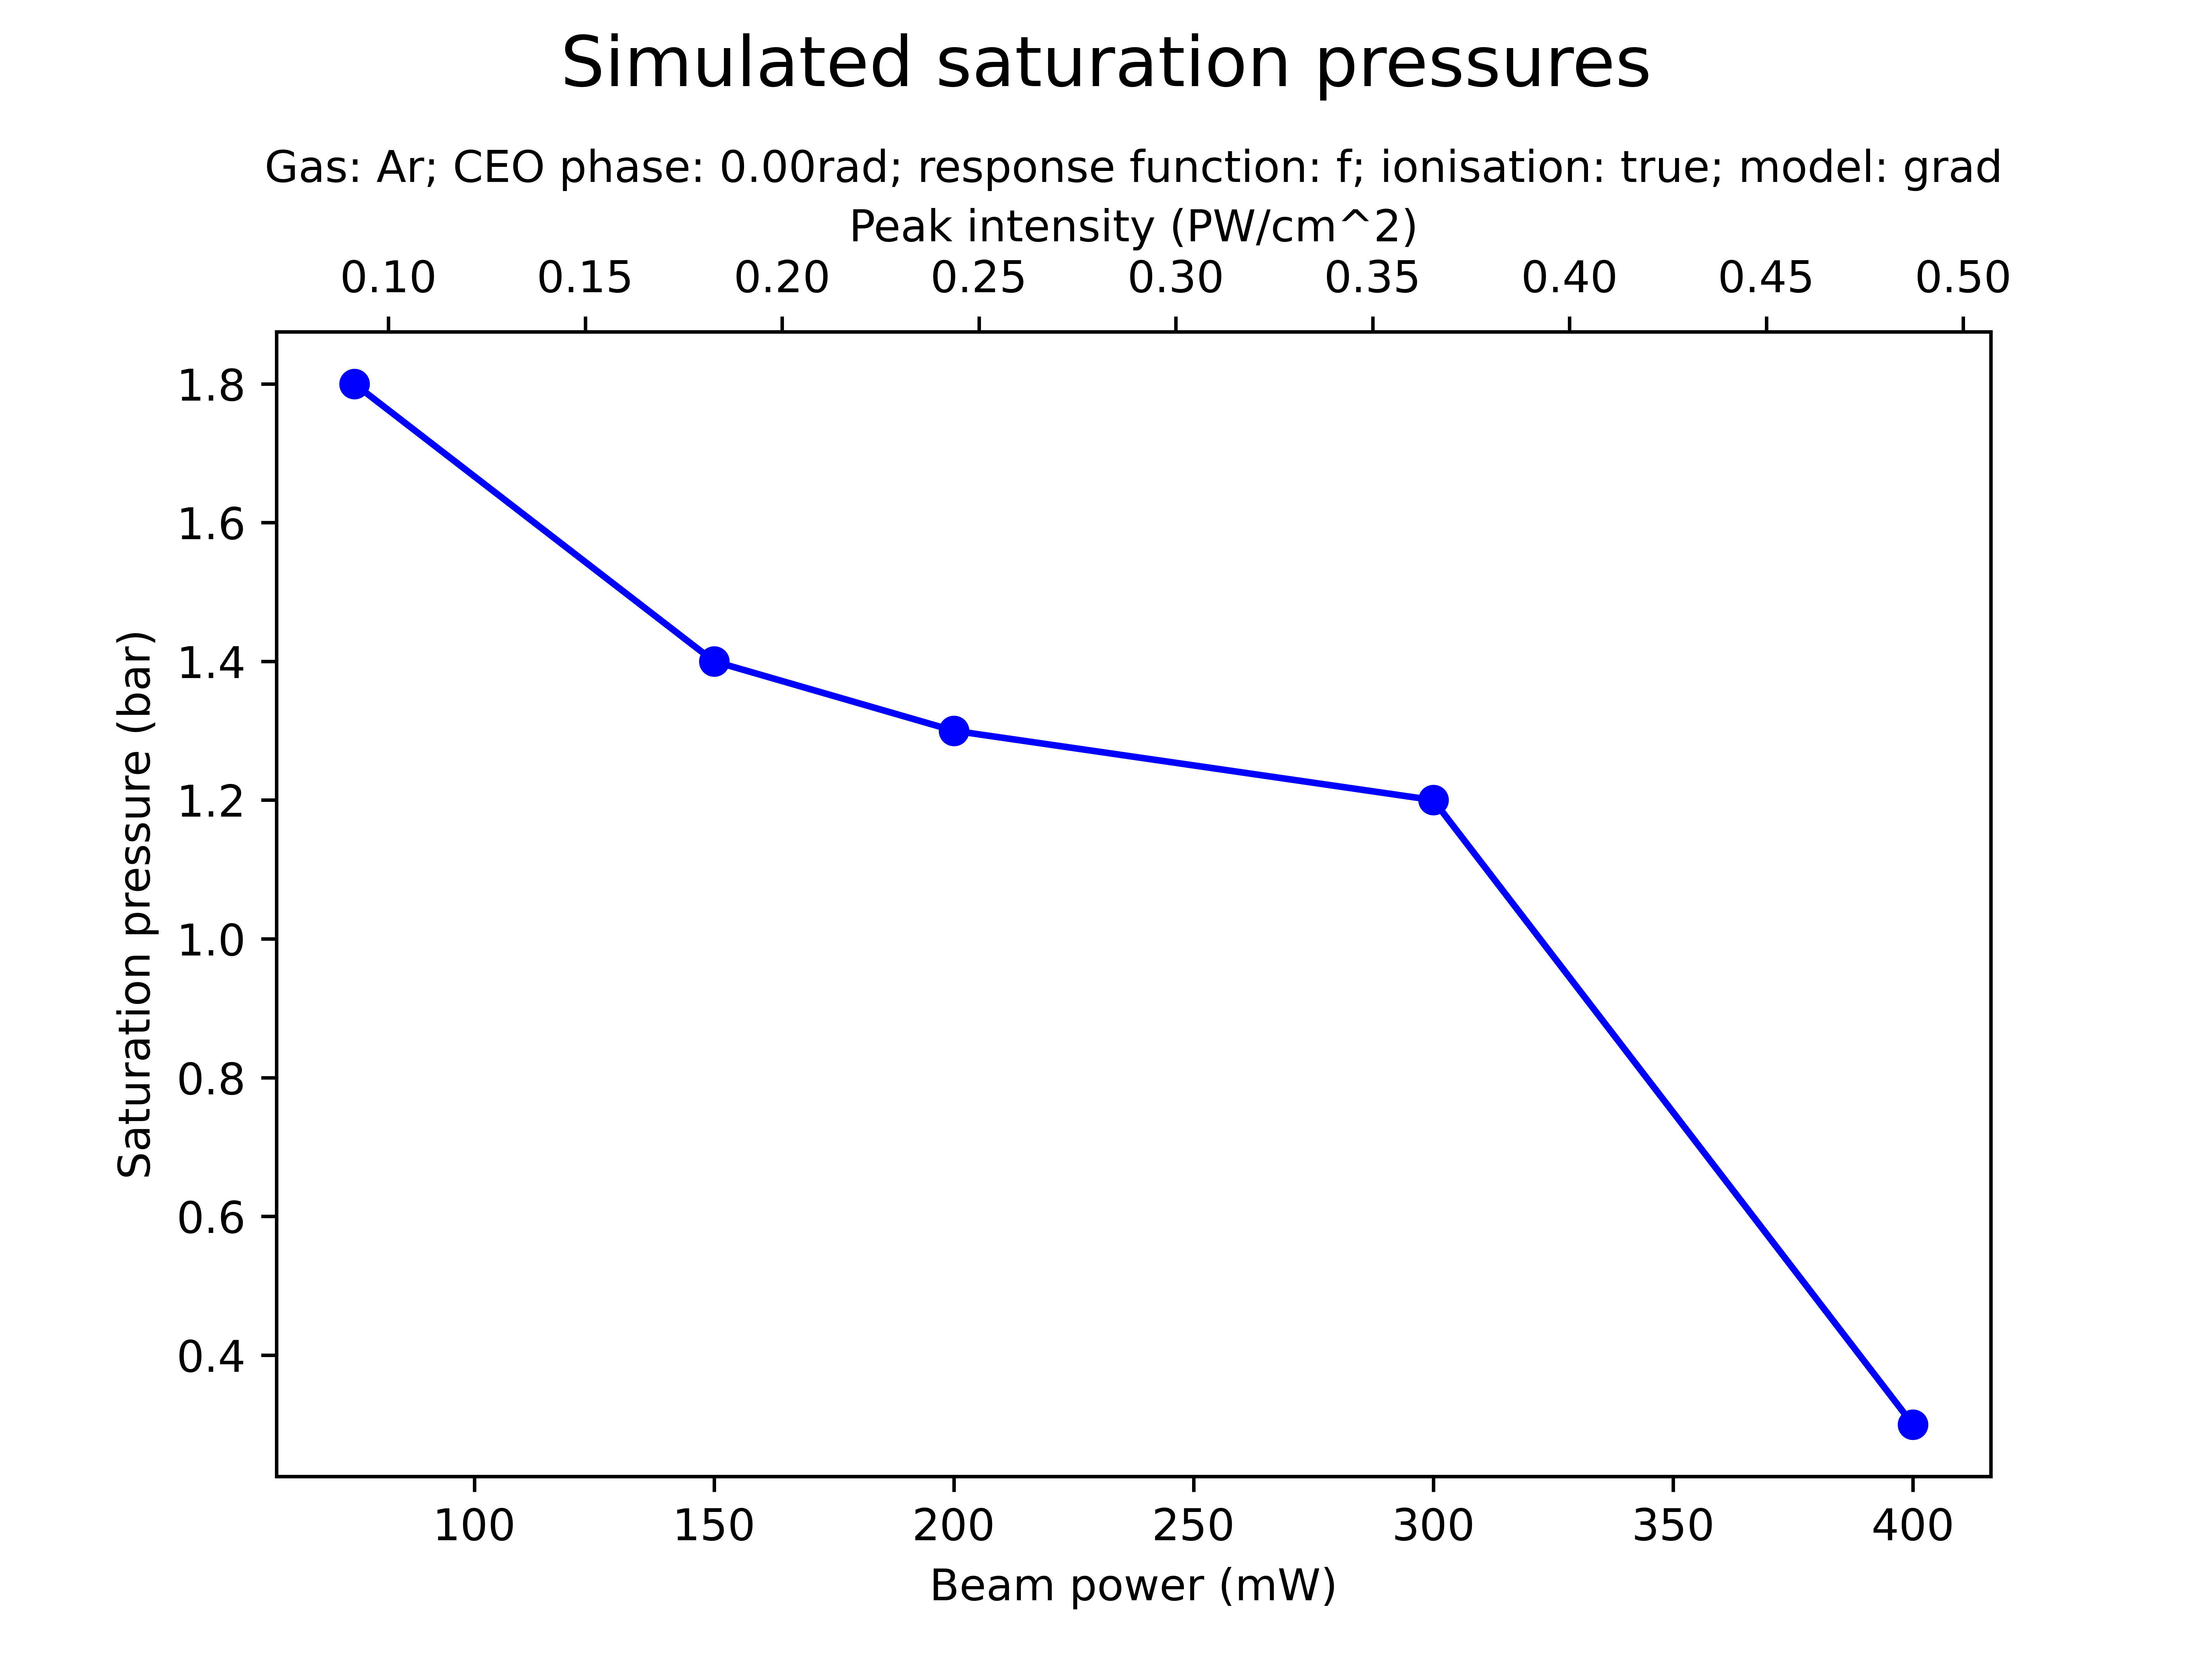 Simulated saturation pressures
Gas: Ar; CEO phase: 0.00rad; response function: f; ionisation: true; model: grad
Peak intensity (PW/cm^2)
0.10 0.15 0.20 0.25 0.30 0.35 0.40 0.45 0.50
Saturation pressure (bar)
1.8
1.6
1.4
1.2
1.0
0.8
0.6
0.4
100 150 200 250 300 350 400
Beam power (mW)